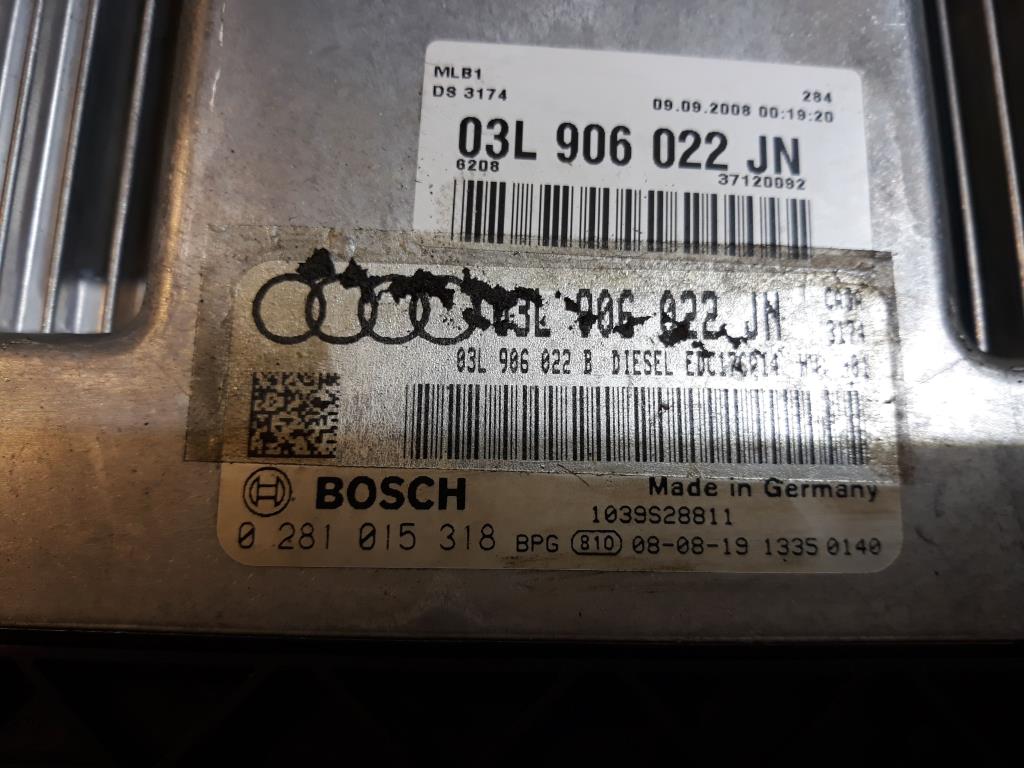 MLB1
DS 3174
284
09.09.2008 00:19:20
03L 906 022 JN
6208
37120092
03L 906 022 JN
3174
03L 906 022 B DIESEL
BOSCH
Made in Germany
1039S28811
0 281 015 318 BPG 810 08-08-19 1335 0140